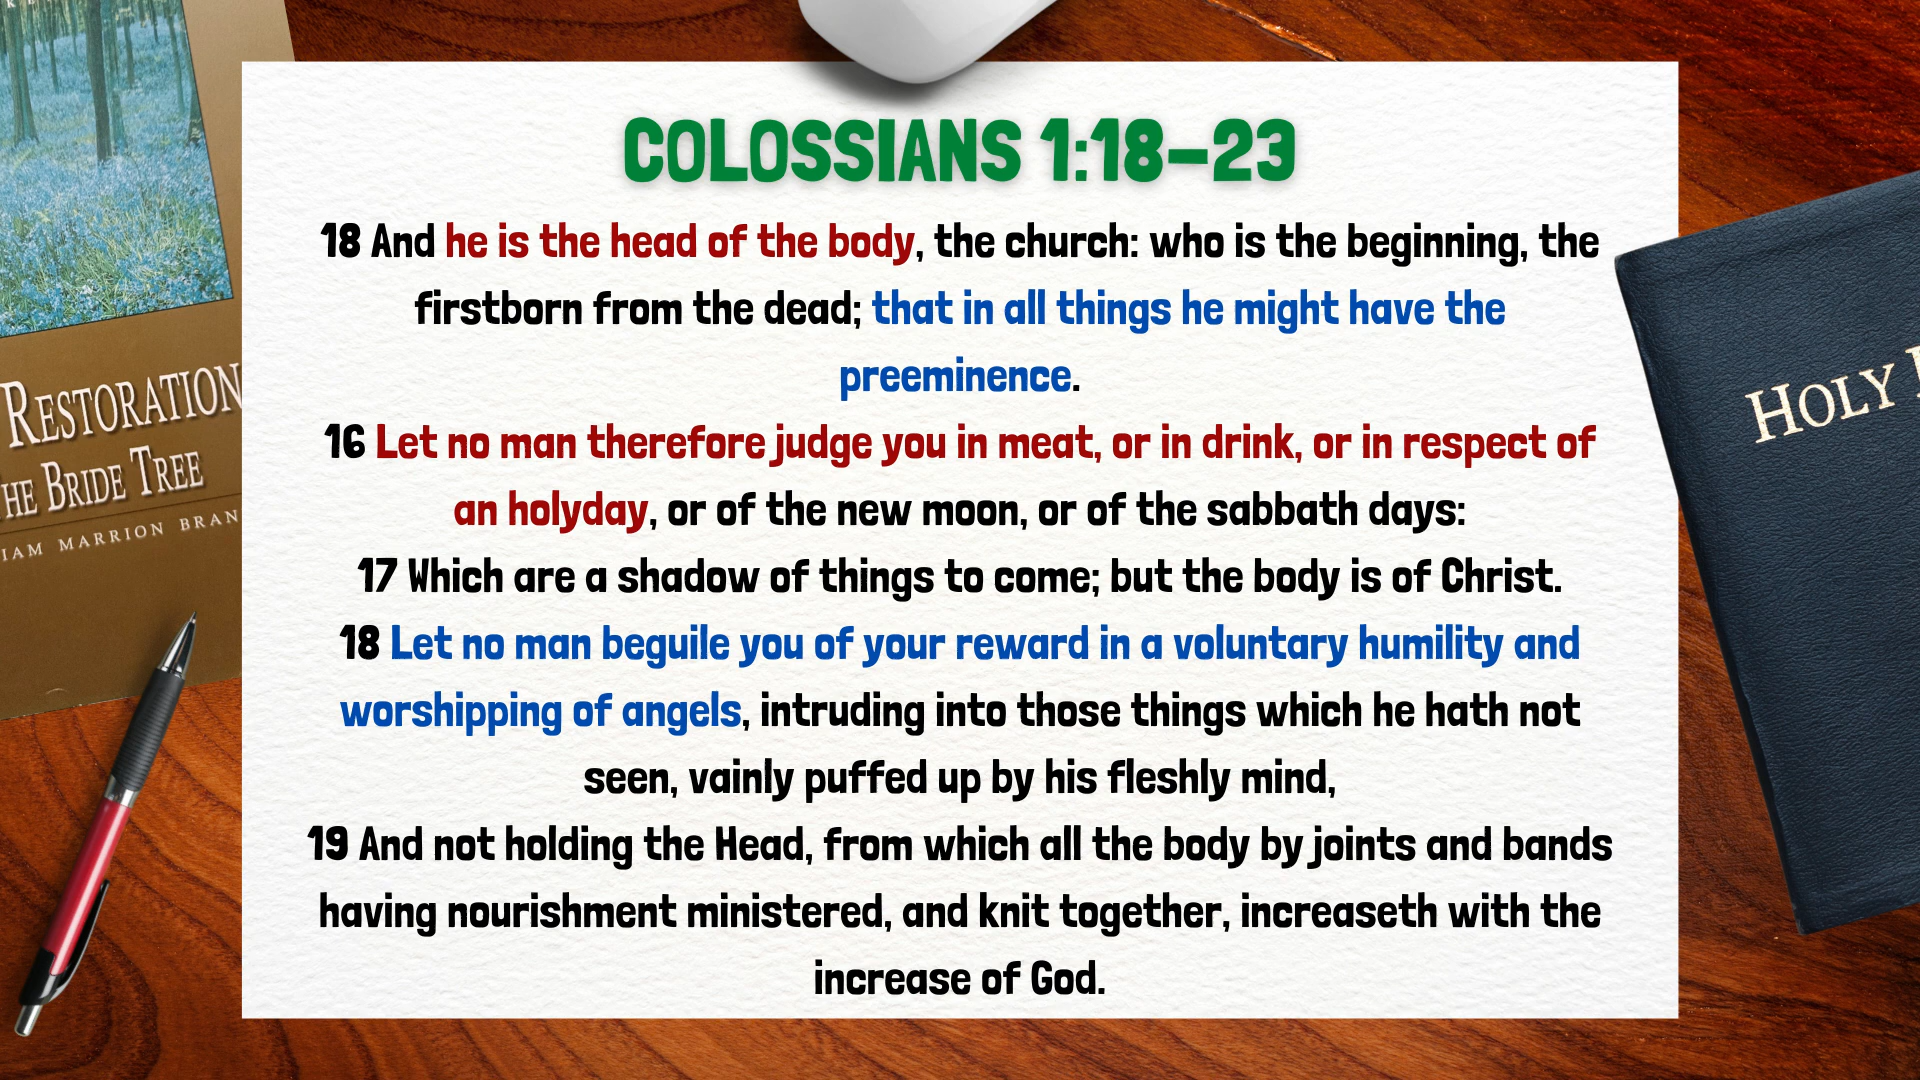 COLOSSIANS 1:18–23
18 And he is the head of the body, the church: who is the beginning, the
firstborn from the dead; that in all things he might have the
preeminence.
16 Let no man therefore judge you in meat, or in drink, or in respect of
an holyday, or of the new moon, or of the sabbath days:
17 Which are a shadow of things to come; but the body is of Christ.
18 Let no man beguile you of your reward in a voluntary humility and
worshipping of angels, intruding into those things which he hath not
seen, vainly puffed up by his fleshly mind,
19 And not holding the Head, from which all the body by joints and bands
having nourishment ministered, and knit together, increaseth with the
increase of God.
RESTORATION
HE BRIDE TREE
IAM MARRION BRAN
HOLY